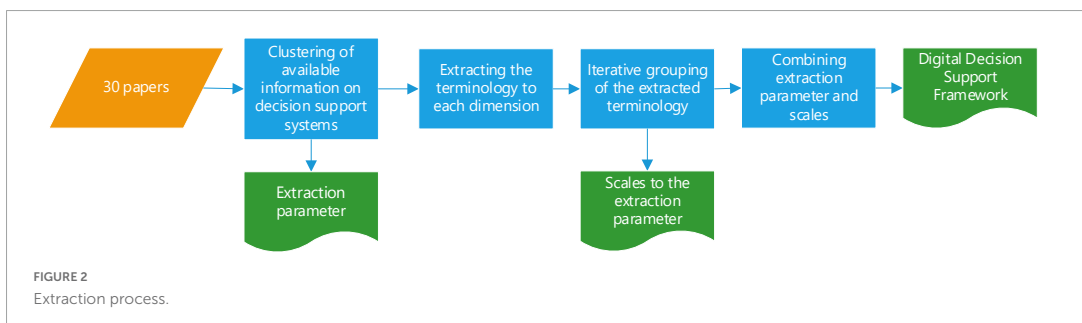 30 papers
Clustering of
available
information on
decision support
systems
Extracting the
terminology to
each dimension
Iterative grouping
of the extracted
terminology
Combining
extraction
parameter and
scales
Digital Decision
Support
Framework
Extraction
parameter
Scales to the
extraction
parameter
FIGURE 2
Extraction process.